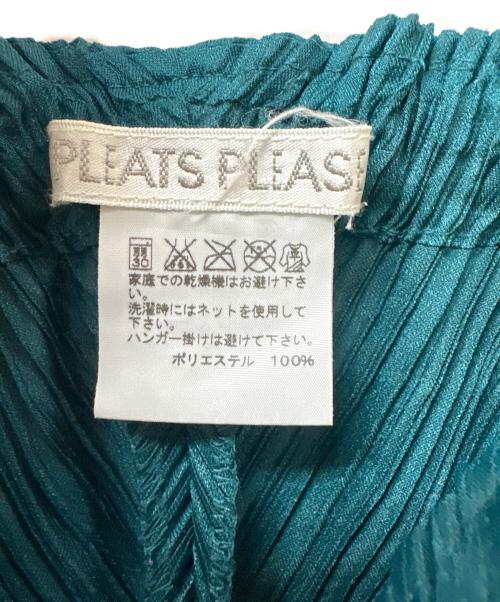 PLEATS PLEASE
家庭での乾燥機はお避け下さ
い。
洗濯時にはネットを使用して
下さい。
ハンガー掛けは避けて下さい。
ポリエステル 100%